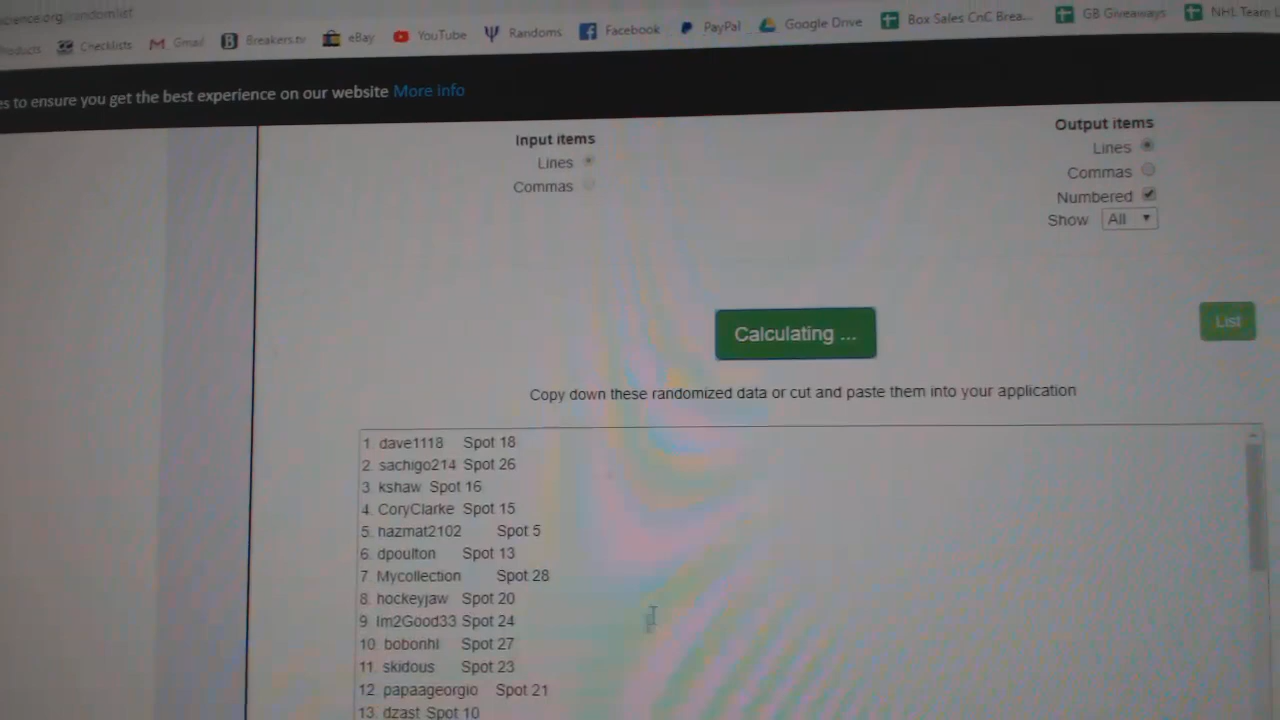 science.org/randomlist
Products Checklists Gmail Breakers.tv eBay YouTube Randoms Facebook PayPal Google Drive Box Sales CnC Brea... GB Giveaways NHL Team L
es to ensure you get the best experience on our website More info
Input items
Lines
Commas
Output items
Lines
Commas
Numbered
Show All
Calculating ...
List
Copy down these randomized data or cut and paste them into your application
1. dave1118 Spot 18
2. sachigo214 Spot 26
3. kshaw Spot 16
4. CoryClarke Spot 15
5. hazmat2102 Spot 5
6. dpoulton Spot 13
7. Mycollection Spot 28
8. hockeyjaw Spot 20
9. Im2Good33 Spot 24
10. bobonhl Spot 27
11. skidous Spot 23
12. papaageorgio Spot 21
13. dzast Spot 10